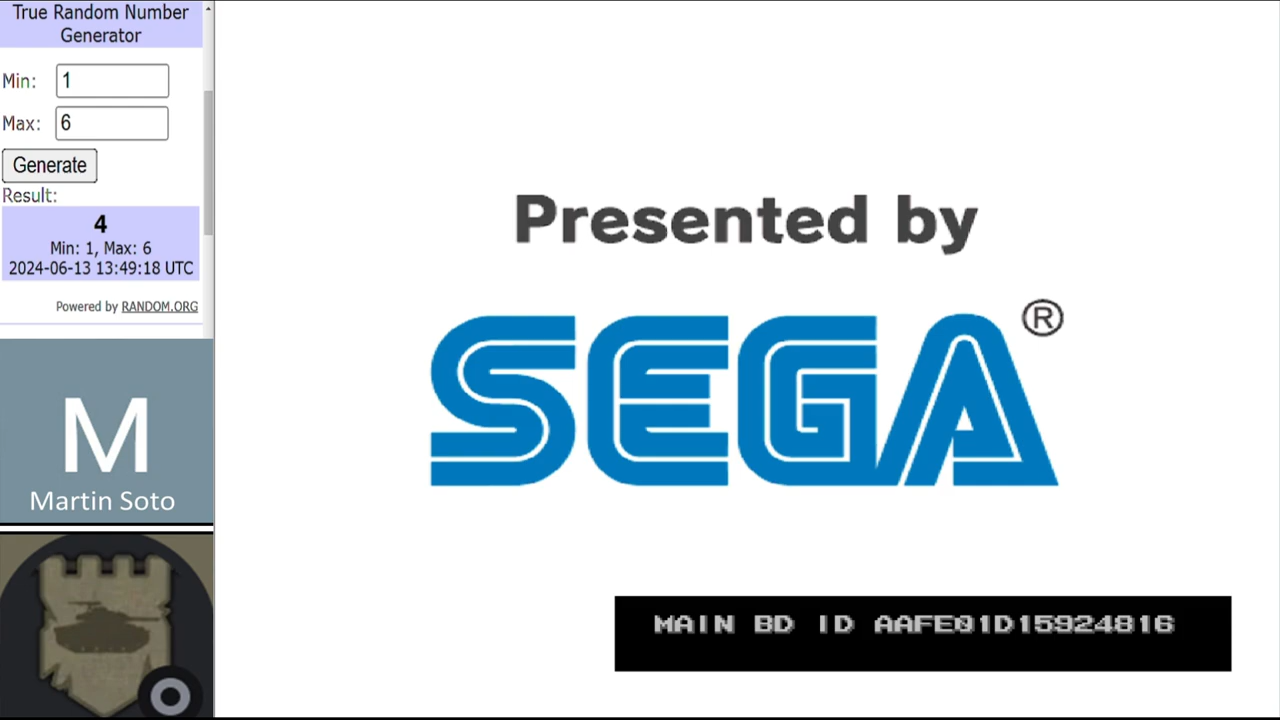 True Random Number
Generator
Min: 1
Max: 6
Generate
Result:
4
Min: 1, Max: 6
2024-06-13 13:49:18 UTC
Powered by RANDOM.ORG
M
Martin Soto
Presented by
SEGA®
MAIN BD ID AAFE01D15924816